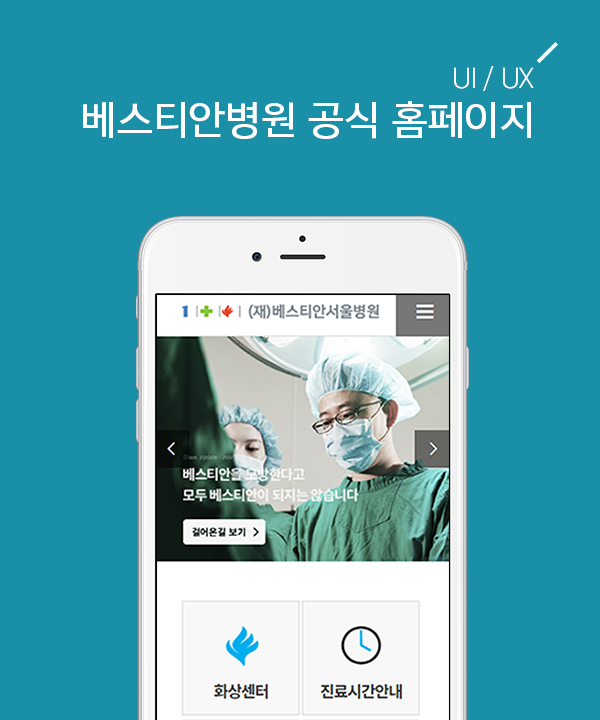 UI / UX
베스티안병원 공식 홈페이지
1 (재)베스티안서울병원
베스티안을 모방한다고
모두 베스티안이 되지는 않습니다
걸어온길 보기
화상센터
진료시간안내